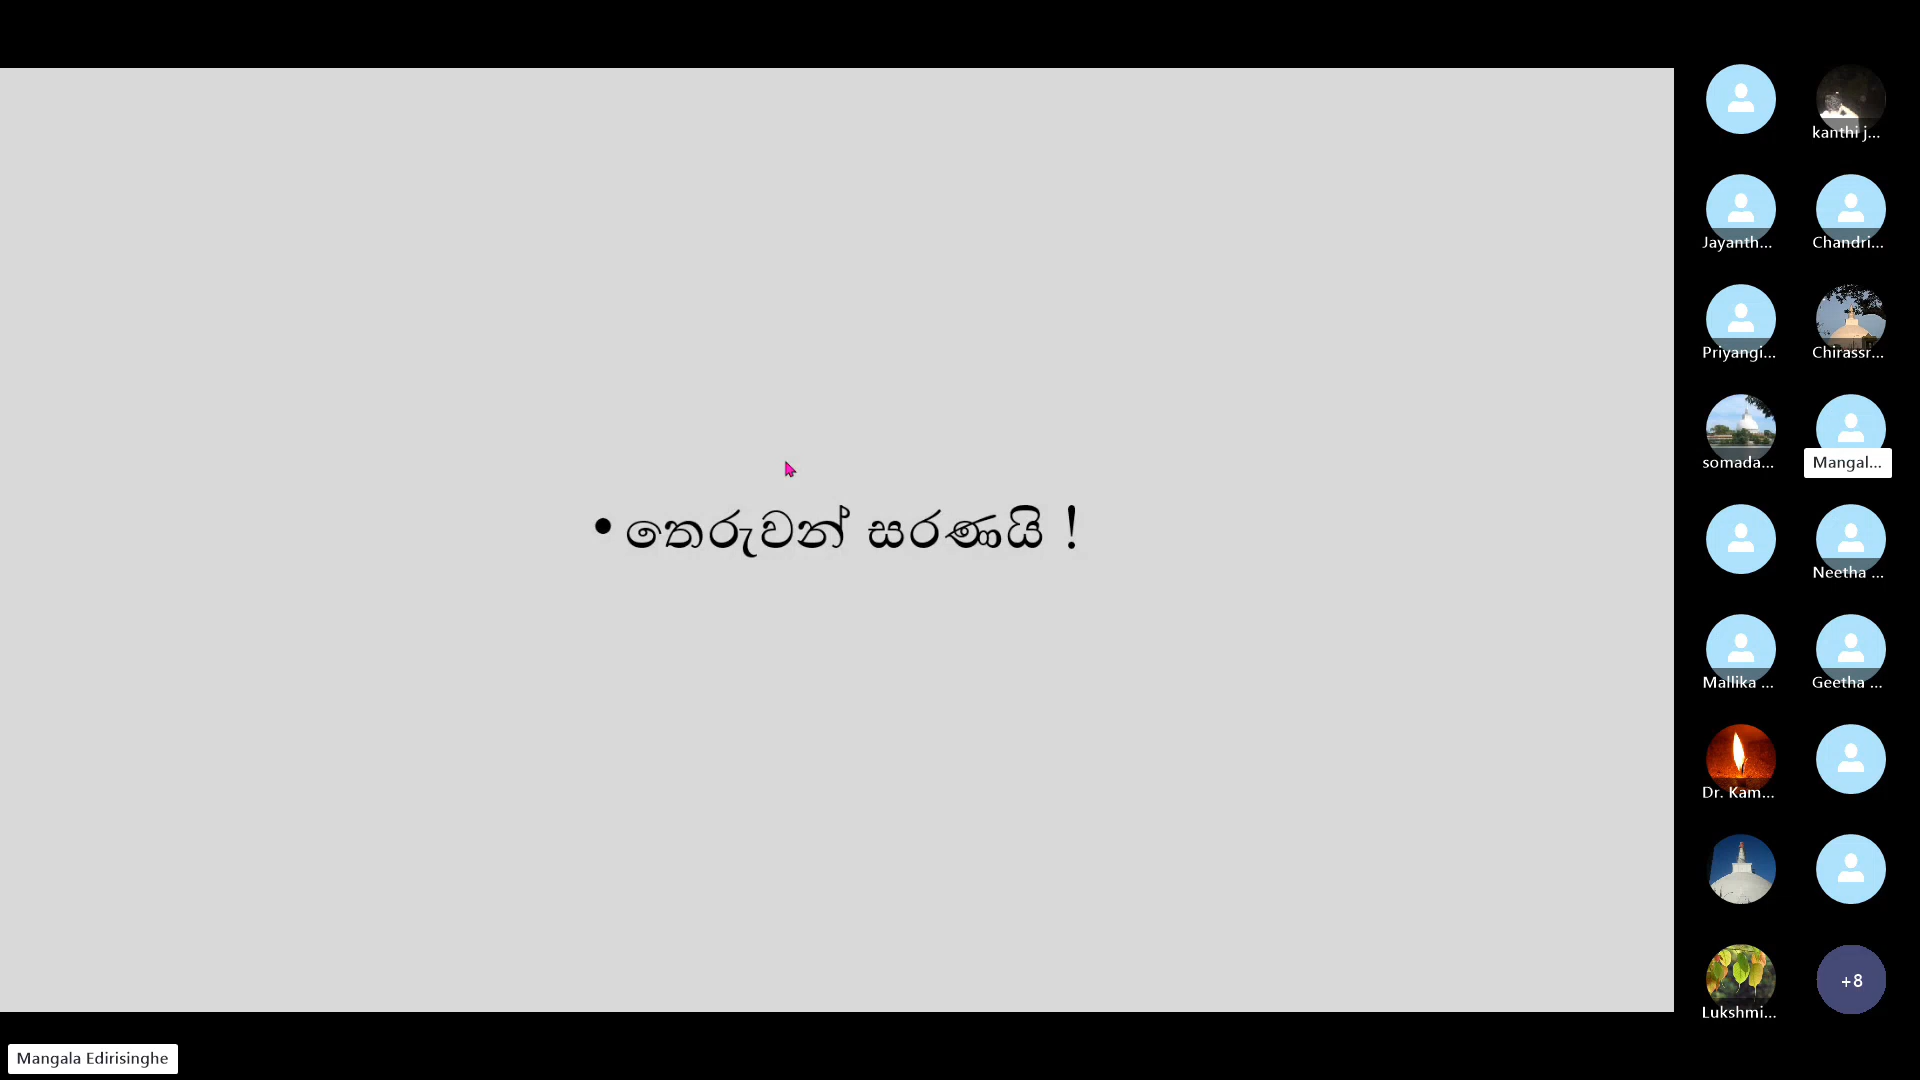 • තෙරුවන් සරණයි !
kanthi j...
Jayanth...
Chandri...
Priyangi...
Chirassr...
somada...
Mangal...
Neetha ...
Mallika ...
Geetha ...
Dr. Kam...
Lukshmi...
+8
Mangala Edirisinghe